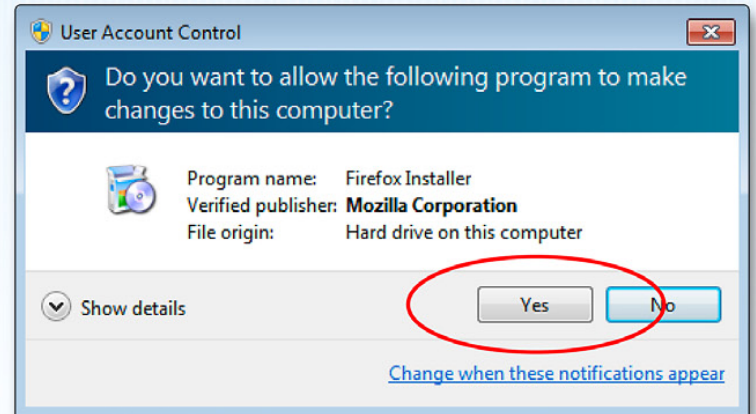 User Account Control
Do you want to allow the following program to make
changes to this computer?
Program name: Firefox Installer
Verified publisher: Mozilla Corporation
File origin: Hard drive on this computer
Show details Yes No
Change when these notifications appear